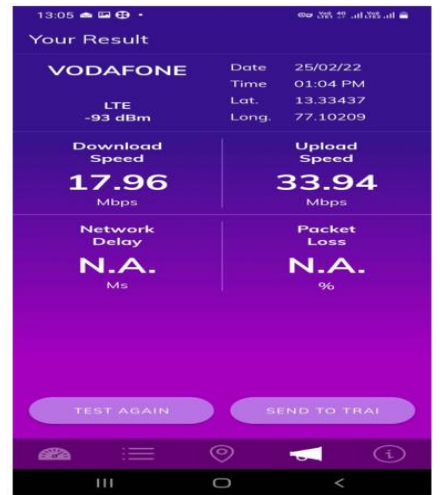 13:05
Your Result
VODAFONE
LTE
-93 dBm
Date 25/02/22
Time 01:04 PM
Lat. 13.33437
Long. 77.10209
Download Speed
17.96
Mbps
Upload Speed
33.94
Mbps
Network Delay
N.A.
Ms
Packet Loss
N.A.
%
TEST AGAIN
SEND TO TRAI